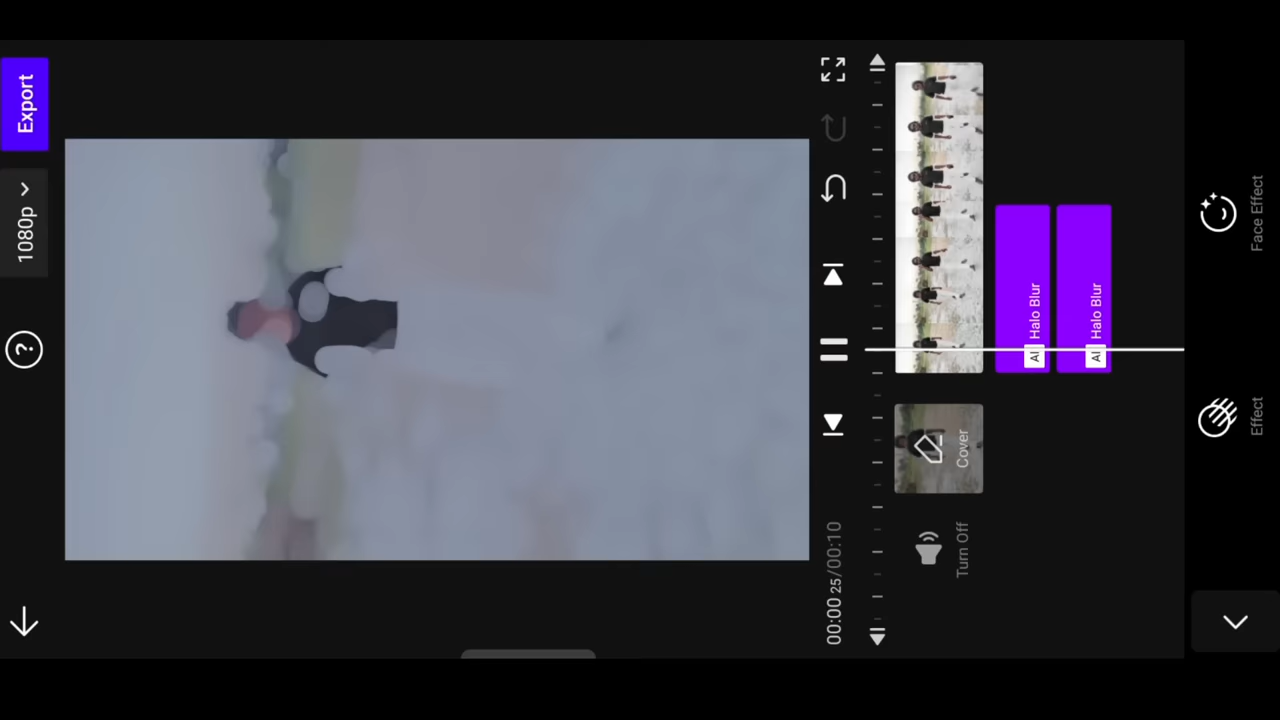 ?
1080p
Export
00:00 25/00:10
Turn Off
Cover
AI Halo Blur
AI Halo Blur
Effect
Face Effect